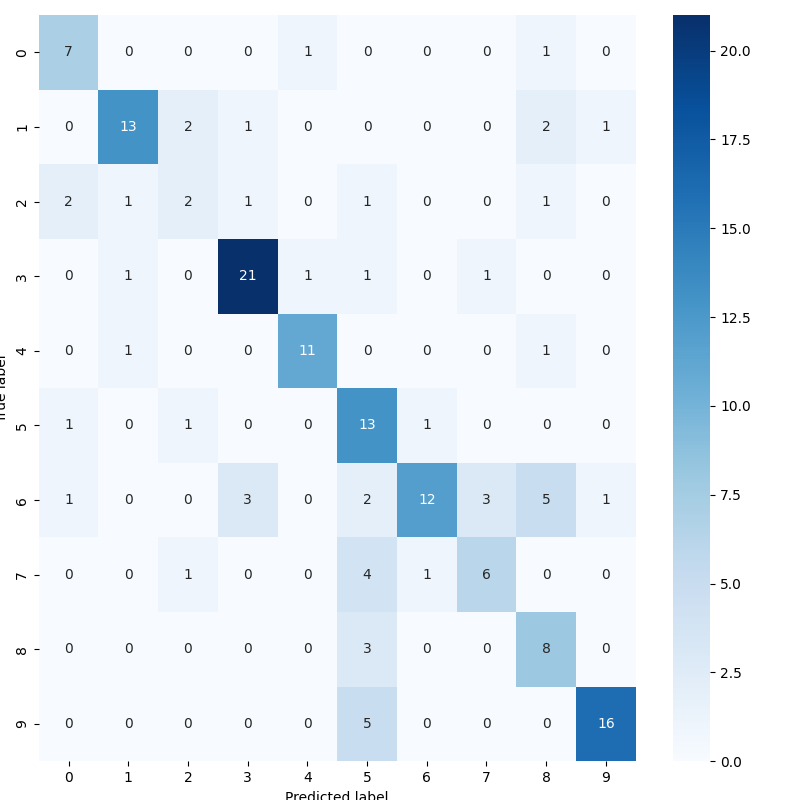 0 7 0 0 0 1 0 0 0 1 0
1 0 13 2 1 0 0 0 0 2 1
2 2 1 2 1 0 1 0 0 1 0
3 0 1 0 21 1 1 0 1 0 0
4 0 1 0 0 11 0 0 0 1 0
5 1 0 1 0 0 13 1 0 0 0
6 1 0 0 3 0 2 12 3 5 1
7 0 0 1 0 0 4 1 6 0 0
8 0 0 0 0 0 3 0 0 8 0
9 0 0 0 0 0 5 0 0 0 16
0 1 2 3 4 5 6 7 8 9
Predicted label
True label
20.0
17.5
15.0
12.5
10.0
7.5
5.0
2.5
0.0